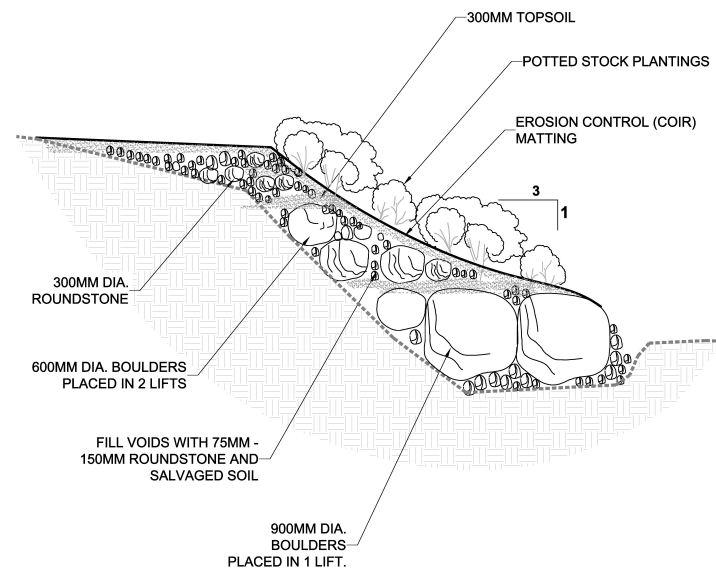 300MM TOPSOIL
POTTED STOCK PLANTINGS
EROSION CONTROL (COIR)
MATTING
3
1
300MM DIA.
ROUNDSTONE
600MM DIA. BOULDERS
PLACED IN 2 LIFTS
FILL VOIDS WITH 75MM -
150MM ROUNDSTONE AND
SALVAGED SOIL
900MM DIA.
BOULDERS
PLACED IN 1 LIFT.